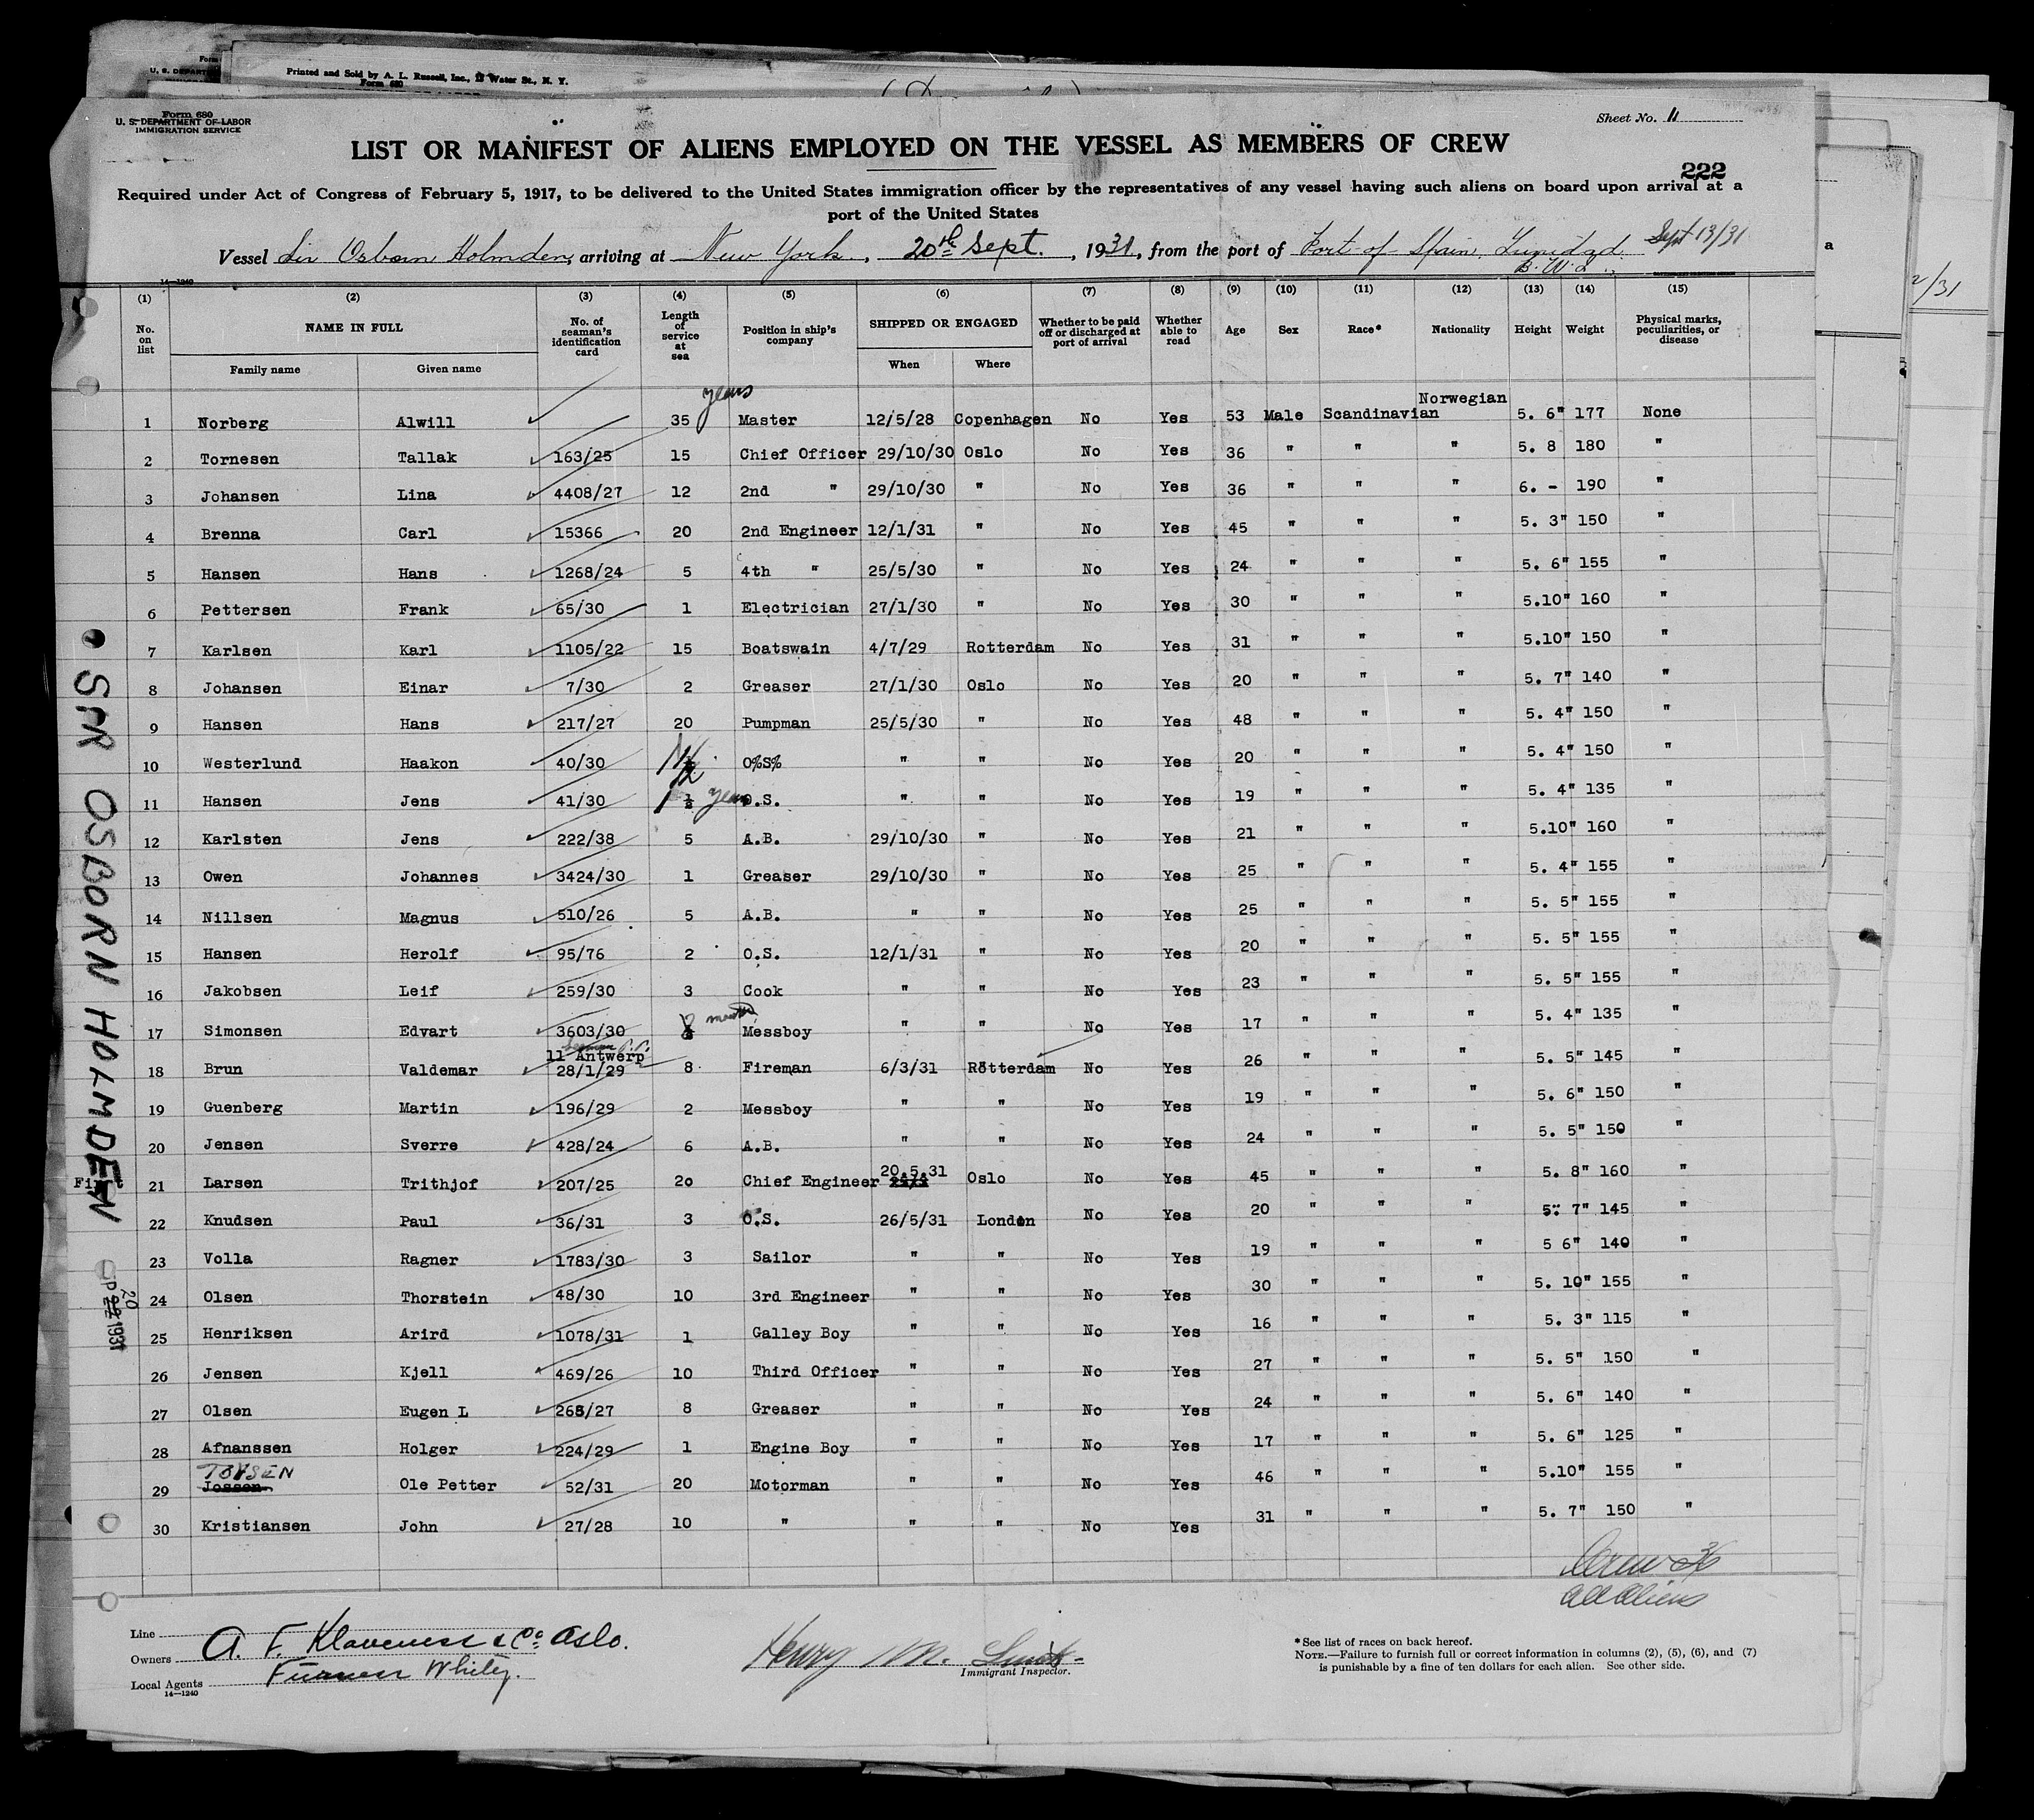 Form
U. S. DEPARTMENT
Printed and Sold by A. L. Russell, Inc., Water St., N. Y.
Form 680
Form 680
U. S. DEPARTMENT OF LABOR
IMMIGRATION SERVICE
Sheet No. 11
LIST OR MANIFEST OF ALIENS EMPLOYED ON THE VESSEL AS MEMBERS OF CREW
222
Required under Act of Congress of February 5, 1917, to be delivered to the United States immigration officer by the representatives of any vessel having such aliens on board upon arrival at a
port of the United States
Vessel Sir Osborn Holmden, arriving at New York, 20th Sept., 1931, from the port of Port of Spain, Sept 13/31
B. W. I.
14-1240
(1) (2) (3) (4) (5) (6) (7) (8) (9) (10) (11) (12) (13) (14) (15)
No. on list NAME IN FULL No. of seaman's identification card Length of service at sea Position in ship's company SHIPPED OR ENGAGED Whether to be paid off or discharged at port of arrival Whether able to read Age Sex Race* Nationality Height Weight Physical marks, peculiarities, or disease
Family name Given name When Where
years
1 Norberg Alwill 35 Master 12/5/28 Copenhagen No Yes 53 Male Scandinavian Norwegian 5. 6" 177 None
2 Tornesen Tallak 163/25 15 Chief Officer 29/10/30 Oslo No Yes 36 " " " 5. 8 180 "
3 Johansen Lina 4408/27 12 2nd " 29/10/30 " No Yes 36 " " " 6. - 190 "
4 Brenna Carl 15366 20 2nd Engineer 12/1/31 " No Yes 45 " " " 5. 3" 150 "
5 Hansen Hans 1268/24 5 4th " 25/5/30 " No Yes 24 " " " 5. 6" 155 "
6 Pettersen Frank 65/30 1 Electrician 27/1/30 " No Yes 30 " " " 5.10" 160 "
7 Karlsen Karl 1105/22 15 Boatswain 4/7/29 Rotterdam No Yes 31 " " " 5.10" 150 "
8 Johansen Einar 7/30 2 Greaser 27/1/30 Oslo No Yes 20 " " " 5. 7" 140 "
9 Hansen Hans 217/27 20 Pumpman 25/5/30 " No Yes 48 " " " 5. 4" 150 "
10 Westerlund Haakon 40/30 1 1/2 O%S% " " No Yes 20 " " " 5. 4" 150 "
11 Hansen Jens 41/30 1 ½ years O.S. " " No Yes 19 " " " 5. 4" 135 "
12 Karlsten Jens 222/38 5 A.B. 29/10/30 " No Yes 21 " " " 5.10" 160 "
13 Owen Johannes 3424/30 1 Greaser 29/10/30 " No Yes 25 " " " 5. 4" 155 "
14 Nillsen Magnus 510/26 5 A.B. " " No Yes 25 " " " 5. 5" 155 "
15 Hansen Herolf 95/76 2 O.S. 12/1/31 " No Yes 20 " " " 5. 5" 155 "
16 Jakobsen Leif 259/30 3 Cook " " No Yes 23 " " " 5. 5" 155 "
17 Simonsen Edvart 3603/30 8 months Messboy " " No Yes 17 " " " 5. 4" 135 "
11 Antwerp
18 Brun Valdemar 28/1/29 8 Fireman 6/3/31 Rotterdam No Yes 26 " " " 5. 5" 145 "
19 Guenberg Martin 196/29 2 Messboy " " No Yes 19 " " " 5. 6" 150 "
20 Jensen Sverre 428/24 6 A.B. " " No Yes 24 " " " 5. 5" 150 "
21 Larsen Trithjof 207/25 20 Chief Engineer 20.5.31 Oslo No Yes 45 " " " 5. 8" 160 "
22 Knudsen Paul 36/31 3 O.S. 26/5/31 London No Yes 20 " " " 5. 7" 145 "
23 Volla Ragner 1783/30 3 Sailor " " No Yes 19 " " " 5 6" 140 "
24 Olsen Thorstein 48/30 10 3rd Engineer " " No Yes 30 " " " 5. 10" 155 "
25 Henriksen Arird 1078/31 1 Galley Boy " " No Yes 16 " " " 5. 3" 115 "
26 Jensen Kjell 469/26 10 Third Officer " " No Yes 27 " " " 5. 5" 150 "
27 Olsen Eugen L 268/27 8 Greaser " " No Yes 24 " " " 5. 6" 140 "
28 Afnanssen Holger 224/29 1 Engine Boy " " No Yes 17 " " " 5. 6" 125 "
TOVSEN
29 Jossen Ole Petter 52/31 20 Motorman " " No Yes 46 " " " 5.10" 155 "
30 Kristiansen John 27/28 10 " " " No Yes 31 " " " 5. 7" 150 "
Crew 36
all aliens
SIR OSBORN HOLMDEN
20
1931
Line
Owners A. F. Klaveness & Co. Oslo.
Local Agents Furness Whity.
14-1240
Henry M. Smith
Immigrant Inspector.
* See list of races on back hereof.
NOTE.—Failure to furnish full or correct information in columns (2), (5), (6), and (7)
is punishable by a fine of ten dollars for each alien. See other side.
a
2/31